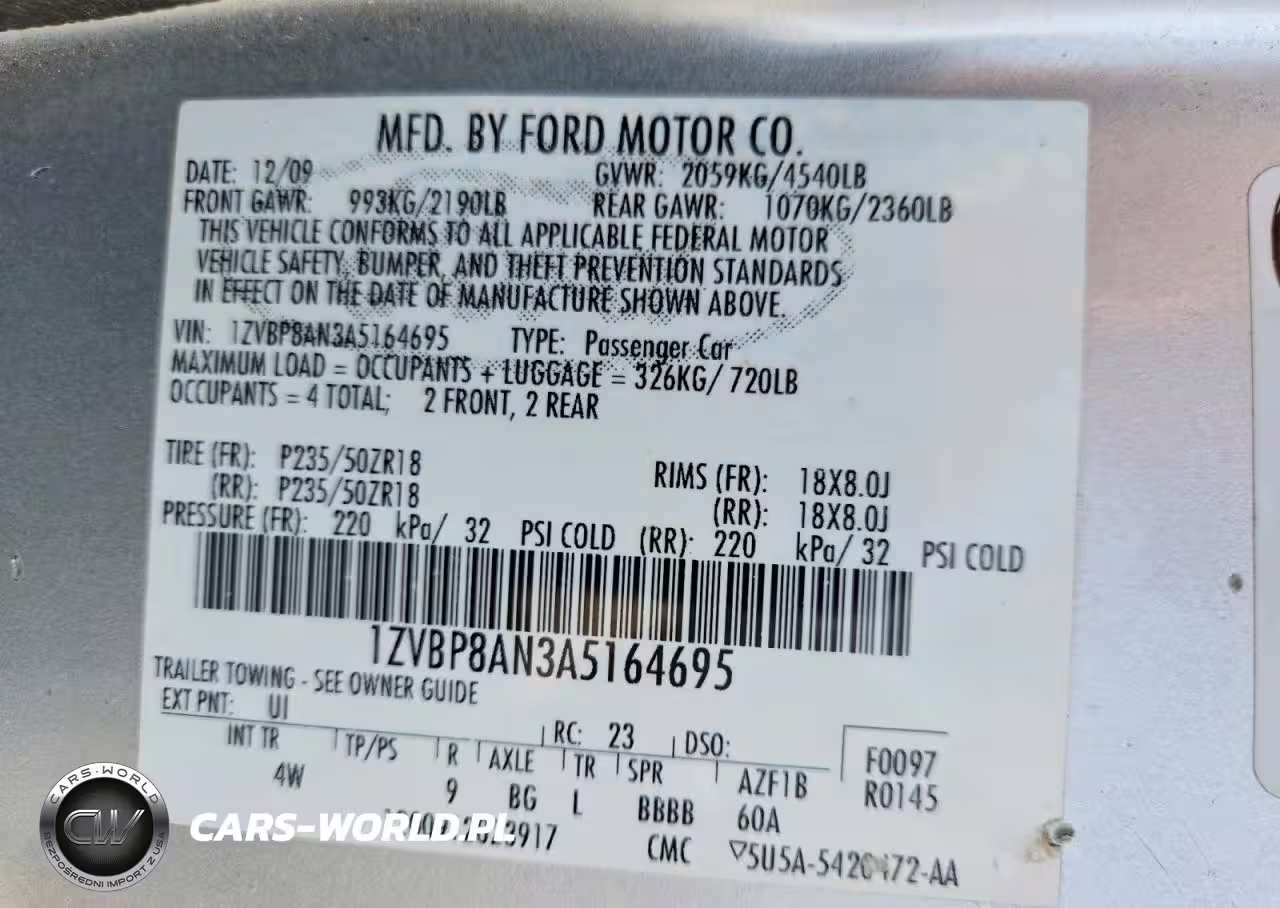 MFD. BY FORD MOTOR CO.
DATE: 12/09 GVWR: 2059KG/4540LB
FRONT GAWR: 993KG/2190LB REAR GAWR: 1070KG/2360LB
THIS VEHICLE CONFORMS TO ALL APPLICABLE FEDERAL MOTOR
VEHICLE SAFETY, BUMPER, AND THEFT PREVENTION STANDARDS
IN EFFECT ON THE DATE OF MANUFACTURE SHOWN ABOVE.
VIN: 1ZVBP8AN3A5164695 TYPE: Passenger Car
MAXIMUM LOAD = OCCUPANTS + LUGGAGE = 326KG/ 720LB
OCCUPANTS = 4 TOTAL; 2 FRONT, 2 REAR
TIRE (FR): P235/50ZR18 RIMS (FR): 18X8.0J
(RR): P235/50ZR18 (RR): 18X8.0J
PRESSURE (FR): 220 kPa/ 32 PSI COLD (RR): 220 kPa/ 32 PSI COLD
1ZVBP8AN3A5164695
TRAILER TOWING - SEE OWNER GUIDE
EXT PNT: UI RC: 23 DSO: F0097
INT TR TP/PS R AXLE TR SPR AZF1B R0145
4W 9 BG L BBBB 60A
CMC ▽5U5A-5420472-AA
CARS-WORLD
CW
BEZPOŚREDNI IMPORT Z USA
CARS-WORLD.PL